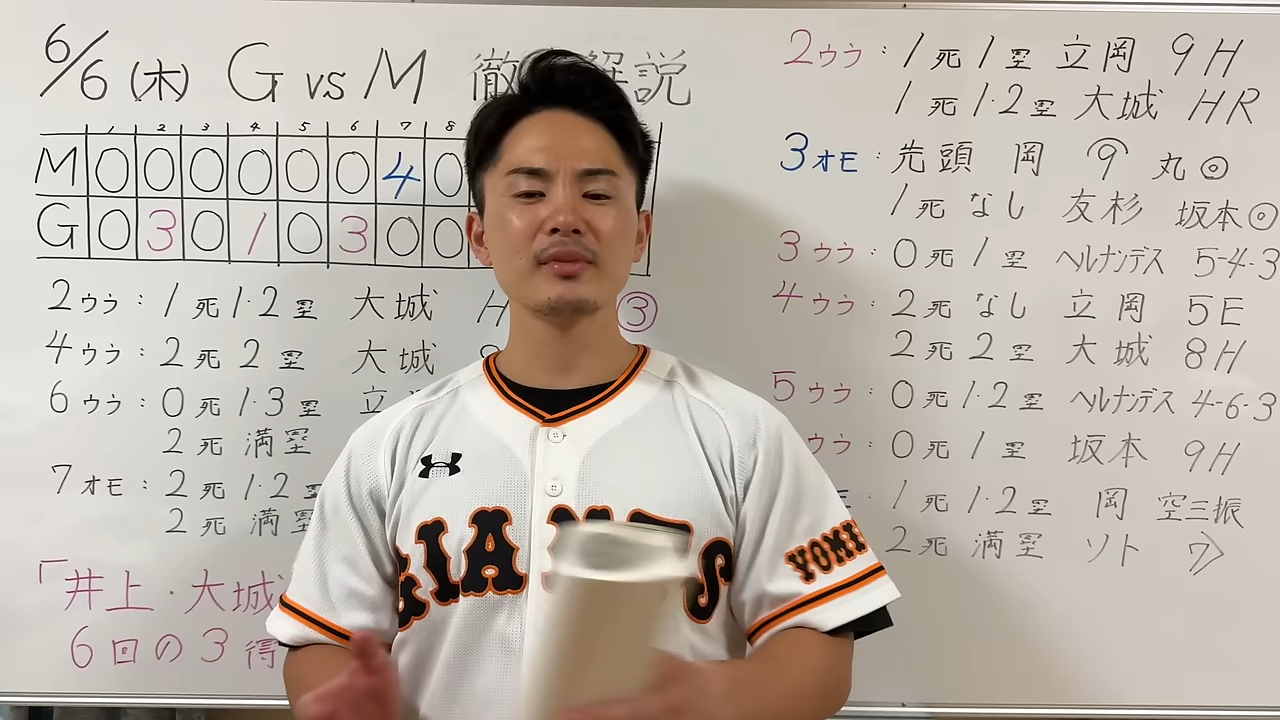 6/6(木) G vs M 徹 解説
1 2 3 4 5 6 7 8
M 0 0 0 0 0 0 4 0
G 0 3 0 1 0 3 0 0
2ウラ:1死1・2塁 大城 H ③
4ウラ:2死2塁 大城
6ウラ:0死1・3塁 立
2死満塁
7オモ:2死1・2塁
2死満塁
「井上・大城
6回の3得
2ウラ:1死1塁 立岡 9H
1死1・2塁 大城 HR
3オモ:先頭 岡 9 丸◎
1死なし 友杉 坂本◎
3ウラ:0死1塁 ヘルナンデス 5-4-3
4ウラ:2死なし 立岡 5E
2死2塁 大城 8H
5ウラ:0死1・2塁 ヘルナンデス 4-6-3
ウラ:0死1塁 坂本 9H
1死1・2塁 岡 空三振
2死満塁 ソト 7>
GIANTS
YOMI